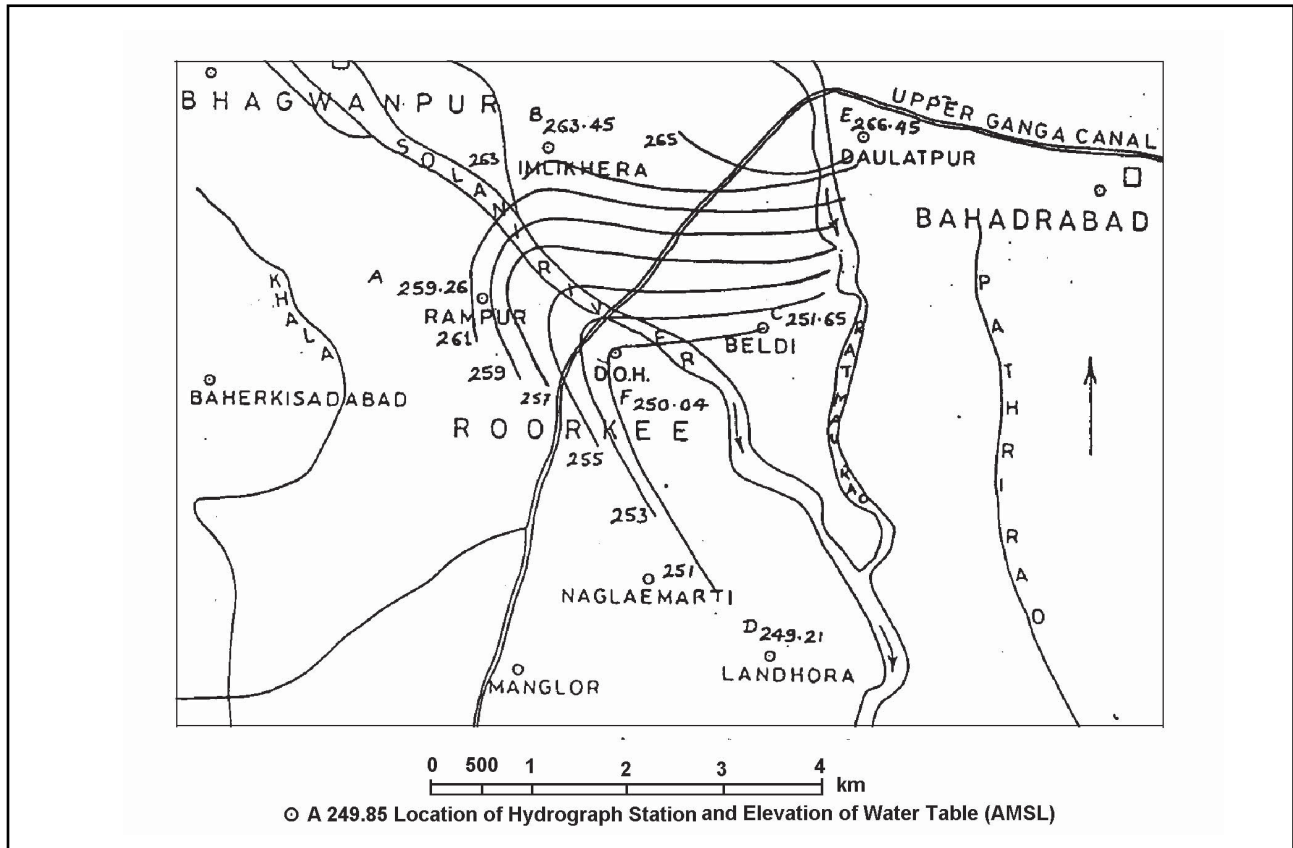 BHAGWANPUR
B 263.45
IMLIKHERA
265
E 266.45
DAULATPUR
UPPER GANGA CANAL
BAHADRABAD
263
SOLANI RIVER
KHALA
A 259.26
RAMPUR
261
259
257
C 251.65
BELDI
D.O.H.
F 250.04
BAHERKISADABAD
ROORKEE
255
253
251
NAGLAEMARTI
D 249.21
LANDHORA
MANGLOR
PATHRI RAO
0 500 1 2 3 4
km
A 249.85 Location of Hydrograph Station and Elevation of Water Table (AMSL)